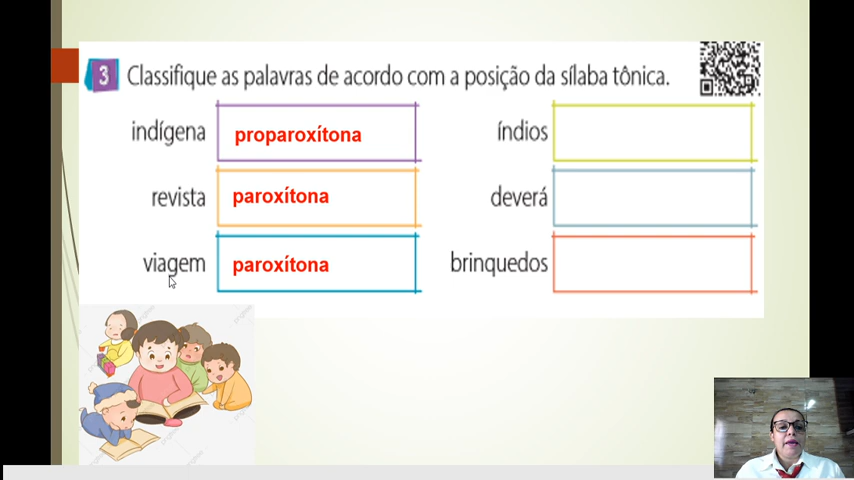 3 Classifique as palavras de acordo com a posição da sílaba tônica.
indígena proparoxítona índios
revista paroxítona deverá
viagem paroxítona brinquedos